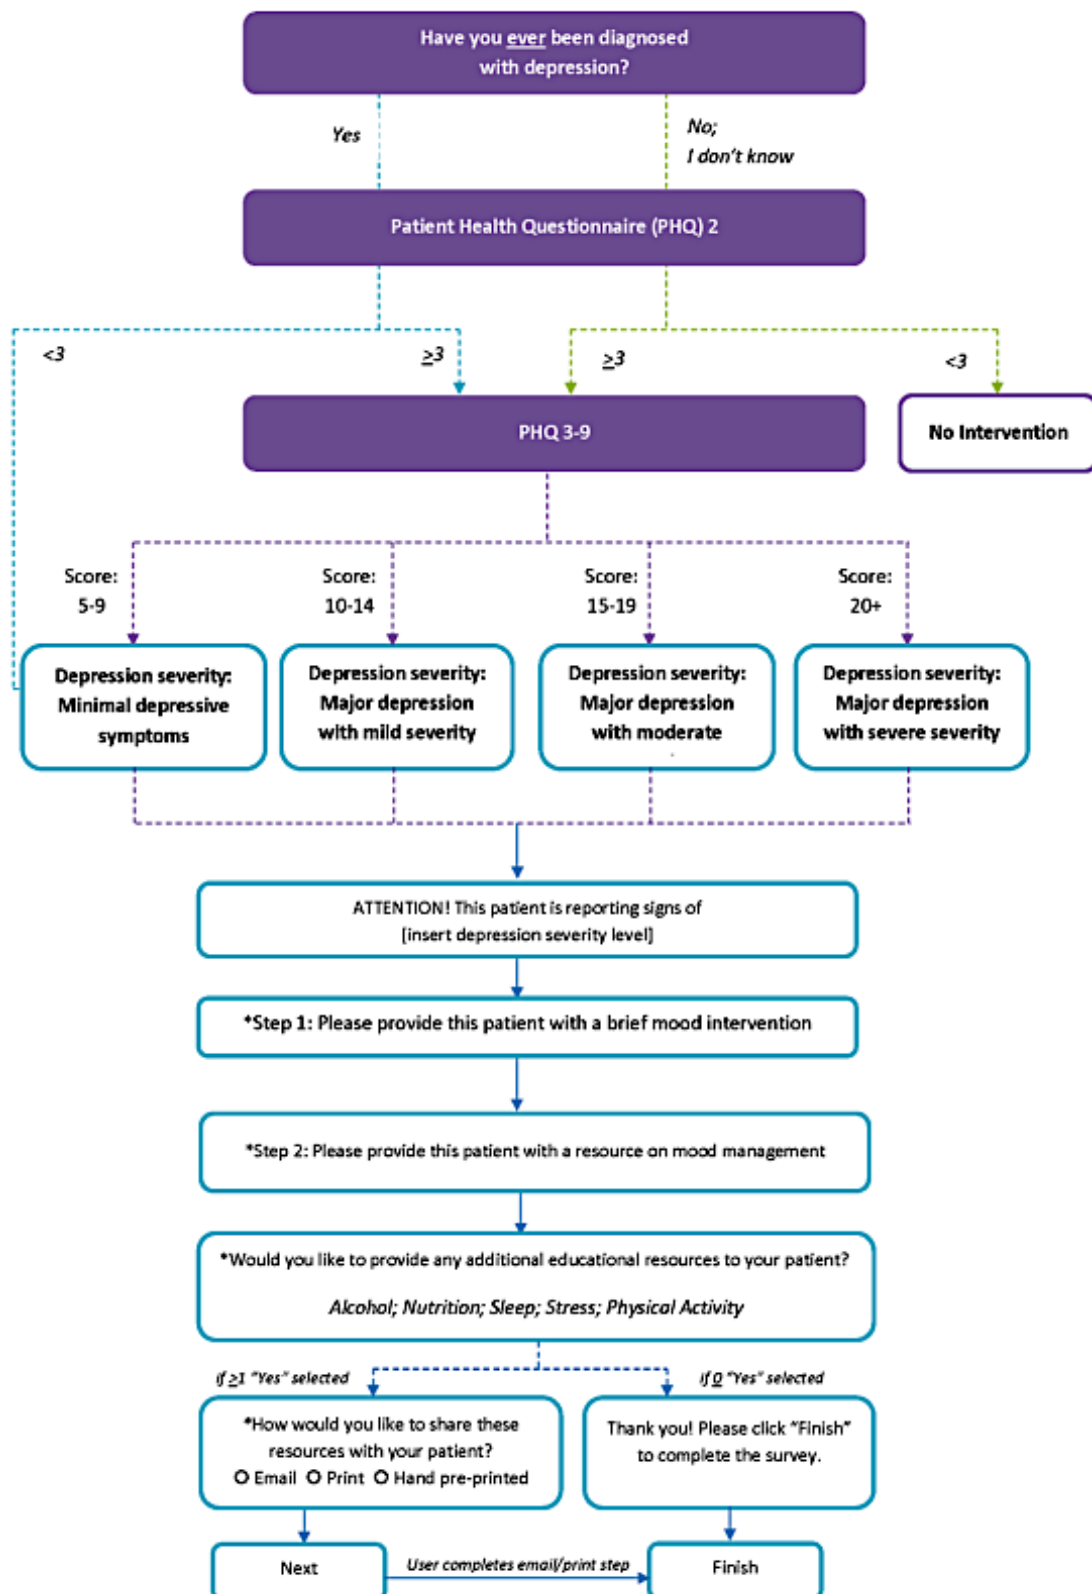 Have you ever been diagnosed
with depression?
Yes
No;
I don't know
Patient Health Questionnaire (PHQ) 2
<3
≥3
≥3
<3
PHQ 3-9
No Intervention
Score:
5-9
Score:
10-14
Score:
15-19
Score:
20+
Depression severity:
Minimal depressive
symptoms
Depression severity:
Major depression
with mild severity
Depression severity:
Major depression
with moderate
Depression severity:
Major depression
with severe severity
ATTENTION! This patient is reporting signs of
[insert depression severity level]
*Step 1: Please provide this patient with a brief mood intervention
*Step 2: Please provide this patient with a resource on mood management
*Would you like to provide any additional educational resources to your patient?
Alcohol; Nutrition; Sleep; Stress; Physical Activity
if ≥1 "Yes" selected
if 0 "Yes" selected
*How would you like to share these
resources with your patient?
O Email O Print O Hand pre-printed
Thank you! Please click "Finish"
to complete the survey.
Next
User completes email/print step
Finish